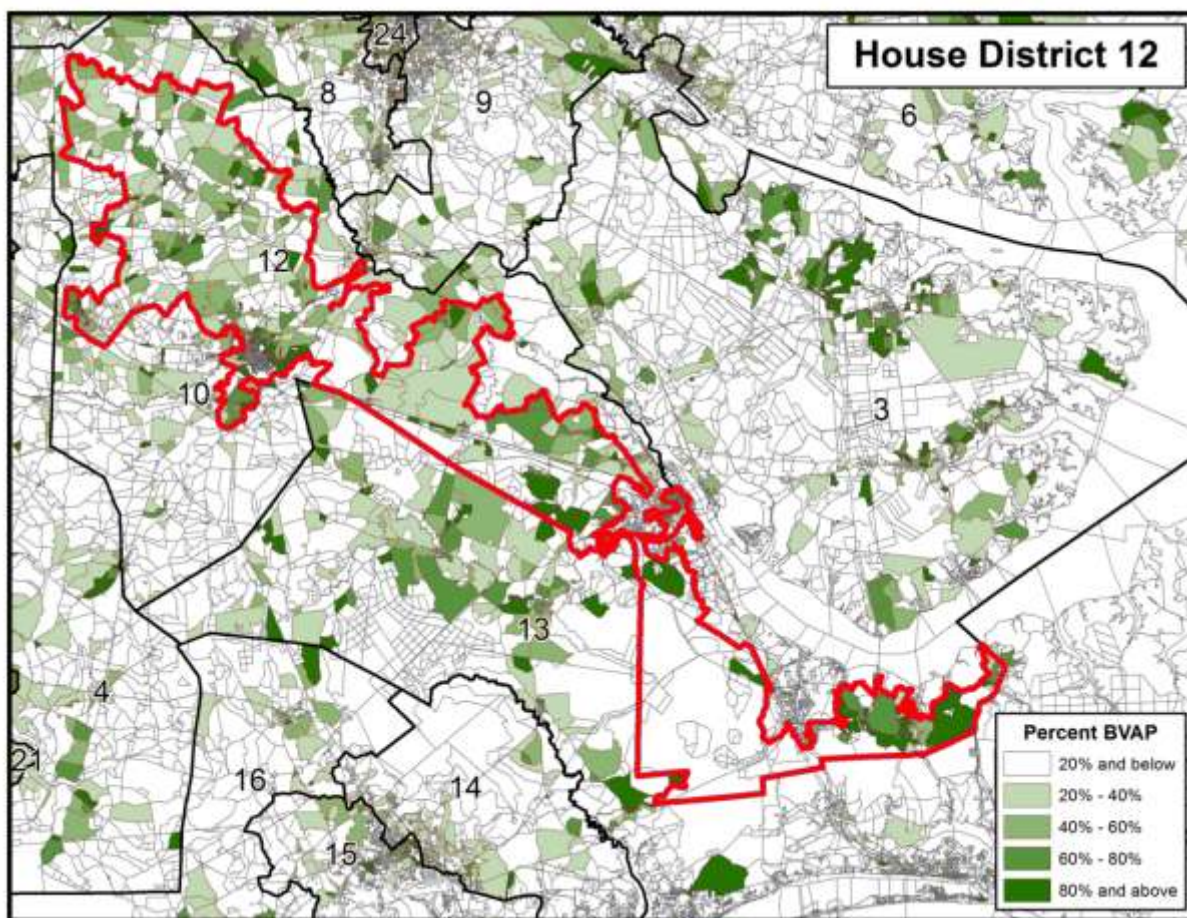 House District 12
24
8
9
6
12
10
3
13
4
21
16
14
15
Percent BVAP
20% and below
20% - 40%
40% - 60%
60% - 80%
80% and above